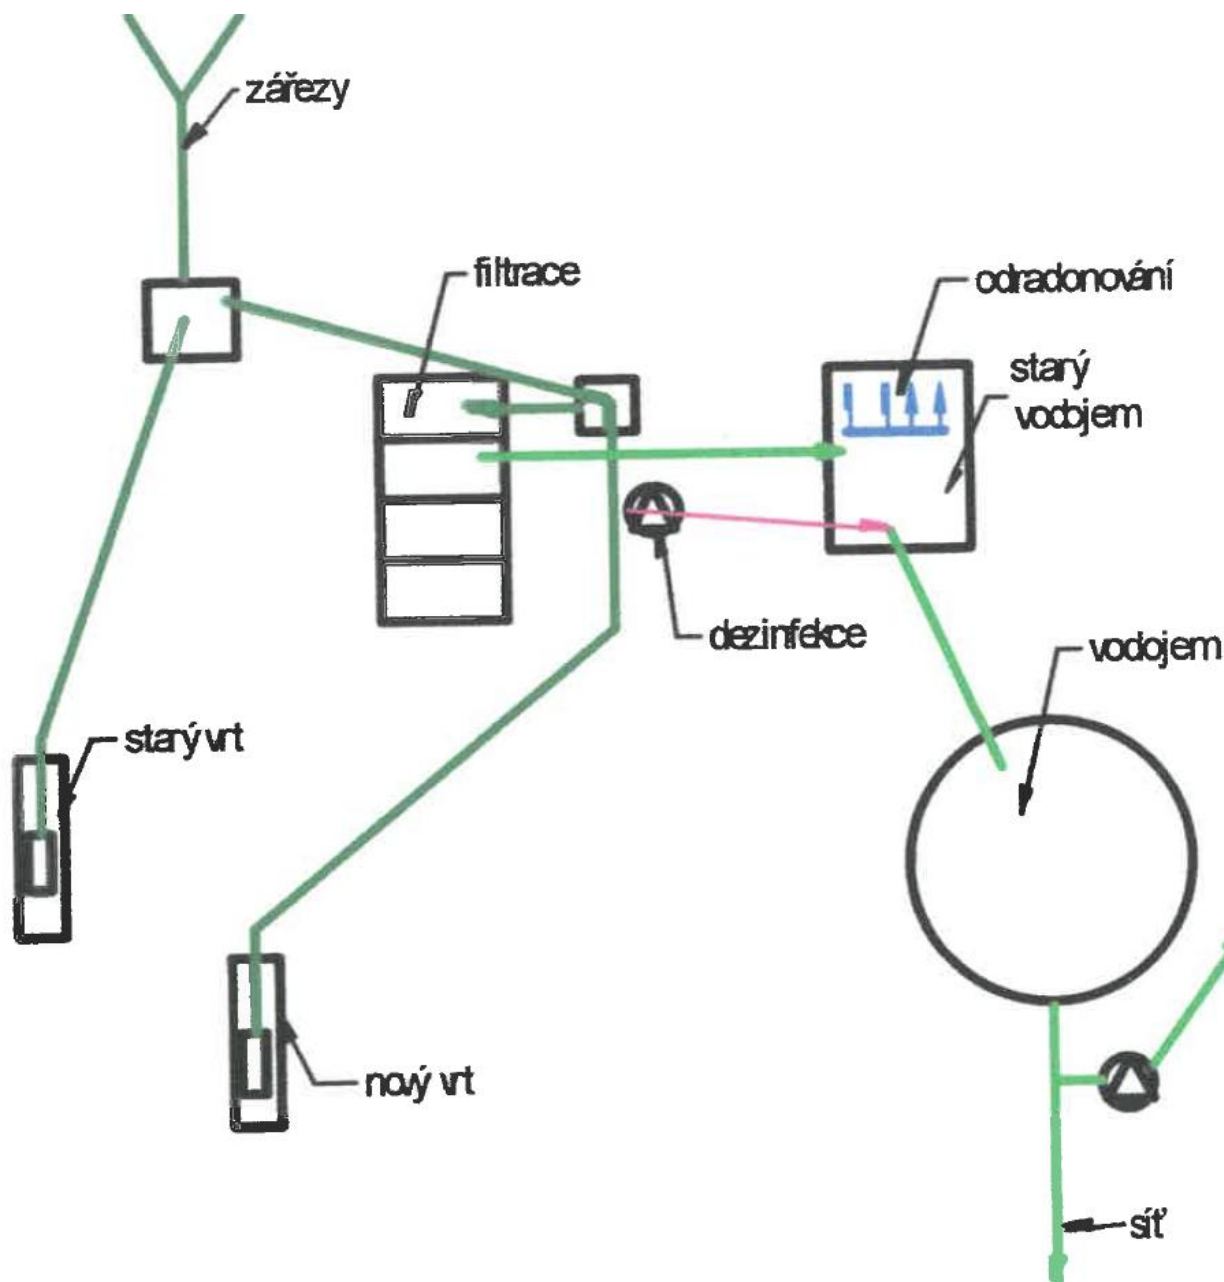 zářezy
filtrace
odradonování
starý
vodojem
dezinfekce
vodojem
starý vrt
nový vrt
síť